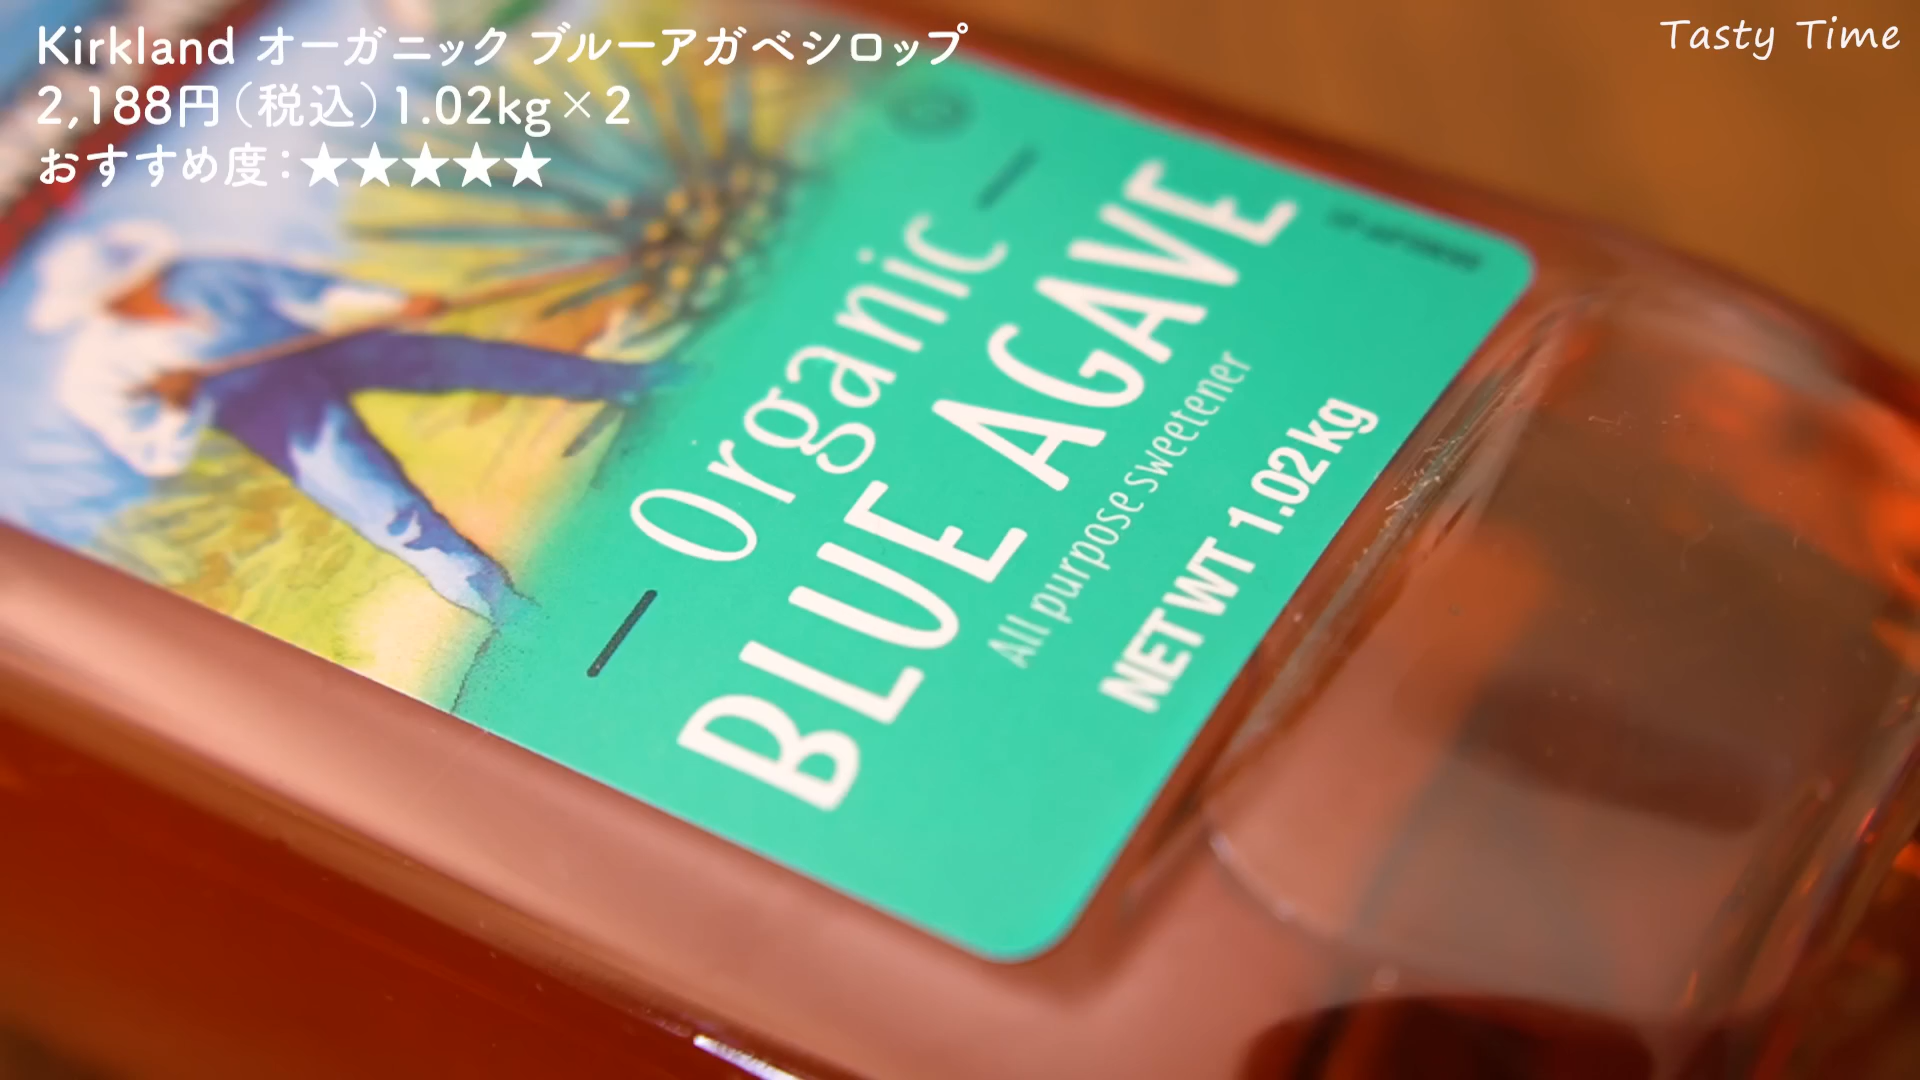 Kirkland オーガニック ブルーアガベシロップ
2,188円（税込）1.02kg×2
おすすめ度：★★★★★
Tasty Time
Organic
BLUE AGAVE
All purpose sweetener
NET WT 1.02kg